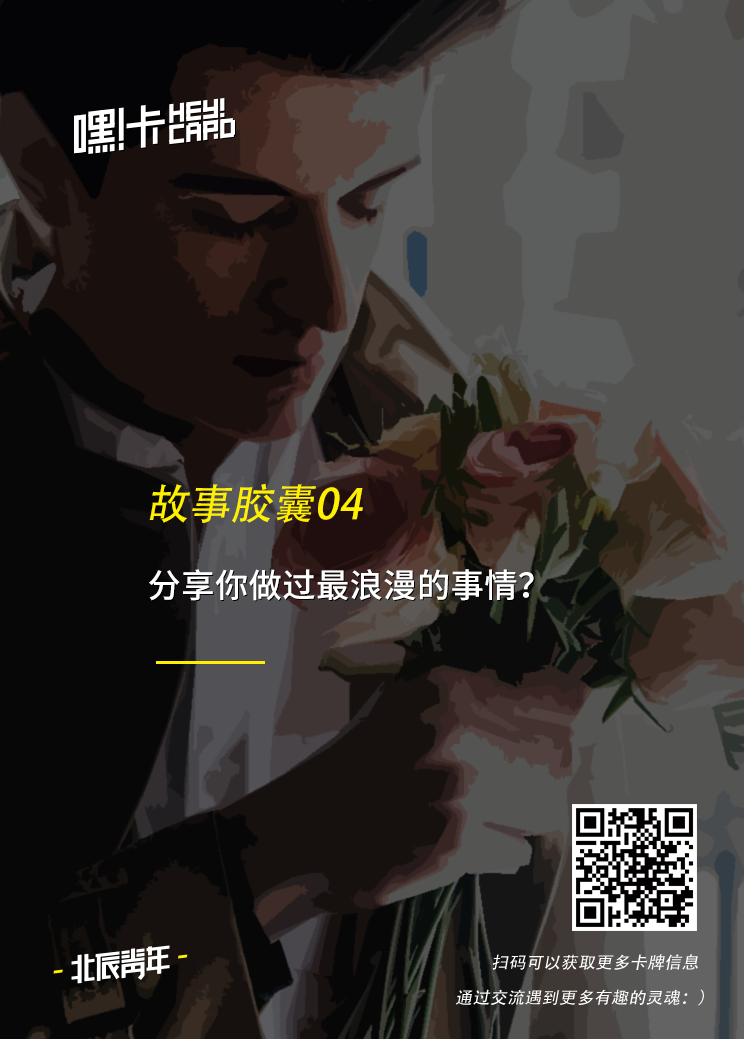 嘿!卡 HEY! CARD
故事胶囊04
分享你做过最浪漫的事情?
- 北辰青年 -
扫码可以获取更多卡牌信息
通过交流遇到更多有趣的灵魂:)